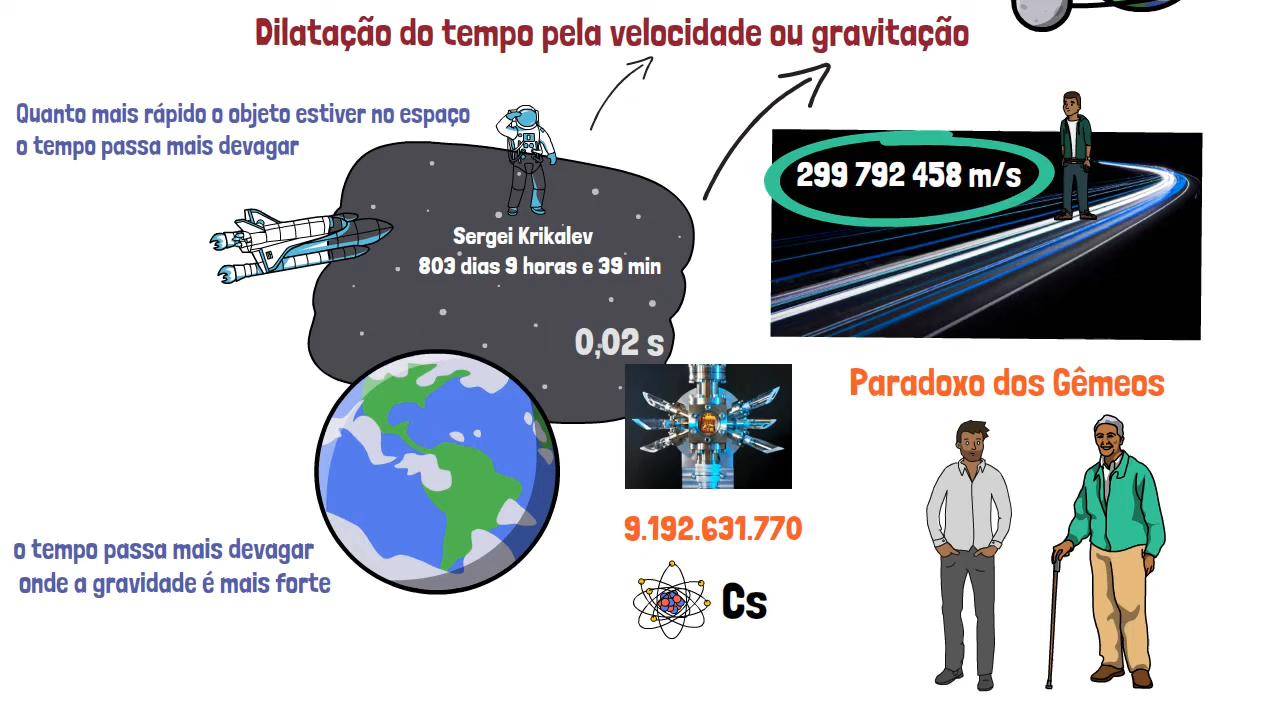 Dilatação do tempo pela velocidade ou gravitação
Quanto mais rápido o objeto estiver no espaço
o tempo passa mais devagar
299 792 458 m/s
Sergei Krikalev
803 dias 9 horas e 39 min
0,02 s
Paradoxo dos Gêmeos
9.192.631.770
o tempo passa mais devagar
onde a gravidade é mais forte
Cs